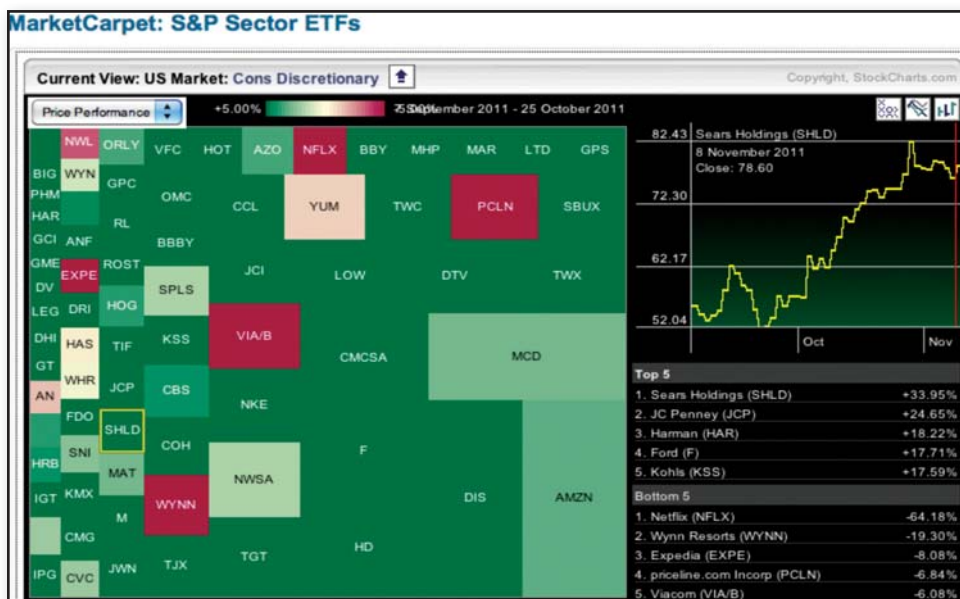 MarketCarpet: S&P Sector ETFs
Current View: US Market: Cons Discretionary
Copyright, StockCharts.com
Price Performance
+5.00%
September 2011 - 25 October 2011
NWL ORLY VFC HOT AZO NFLX BBY MHP MAR LTD GPS
BIG WYN GPC OMC CCL YUM TWC PCLN SBUX
PHM
HAR RL
GCI ANF BBBY
GME EXPE ROST SPLS JCI LOW DTV TWX
DV
LEG DRI HOG
DHI HAS TIF KSS VIA/B CMCSA MCD
GT WHR JCP CBS NKE
AN
FDO SHLD COH F
HRB SNI MAT NWSA DIS AMZN
IGT KMX M WYNN
CMG HD
IPG CVC JWN TJX TGT
82.43
72.30
62.17
52.04
Sears Holdings (SHLD)
8 November 2011
Close: 78.60
Oct Nov
Top 5
1. Sears Holdings (SHLD) +33.95%
2. JC Penney (JCP) +24.65%
3. Harman (HAR) +18.22%
4. Ford (F) +17.71%
5. Kohls (KSS) +17.59%
Bottom 5
1. Netflix (NFLX) -64.18%
2. Wynn Resorts (WYNN) -19.30%
3. Expedia (EXPE) -8.08%
4. priceline.com Incorp (PCLN) -6.84%
5. Viacom (VIA/B) -6.08%